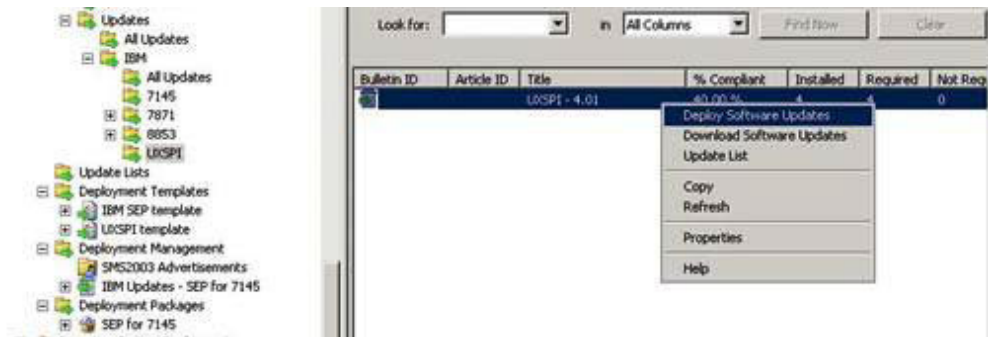 Updates
All Updates
IBM
All Updates
7145
7871
8853
UXSPI
Update Lists
Deployment Templates
IBM SEP template
UXSPI template
Deployment Management
SMS2003 Advertisements
IBM Updates - SEP for 7145
Deployment Packages
SEP for 7145
Look for: in All Columns Find Now Clear
Bulletin ID Article ID Title % Compliant Installed Required Not Req
UXSPI - 4.01 40.00 % 4 4 0
Deploy Software Updates
Download Software Updates
Update List
Copy
Refresh
Properties
Help